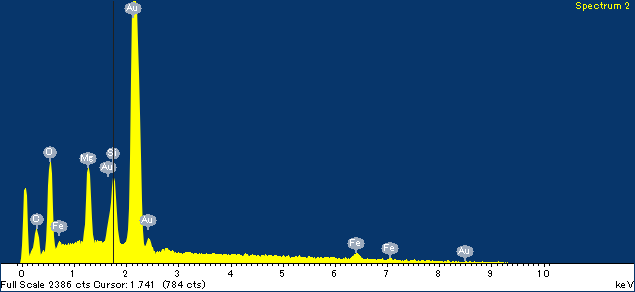 Spectrum 2
Au
O
Mg
Si
Au
C
Fe
Au
Fe
Fe
Au
0 1 2 3 4 5 6 7 8 9 10
Full Scale 2386 cts Cursor: 1.741 (784 cts) keV